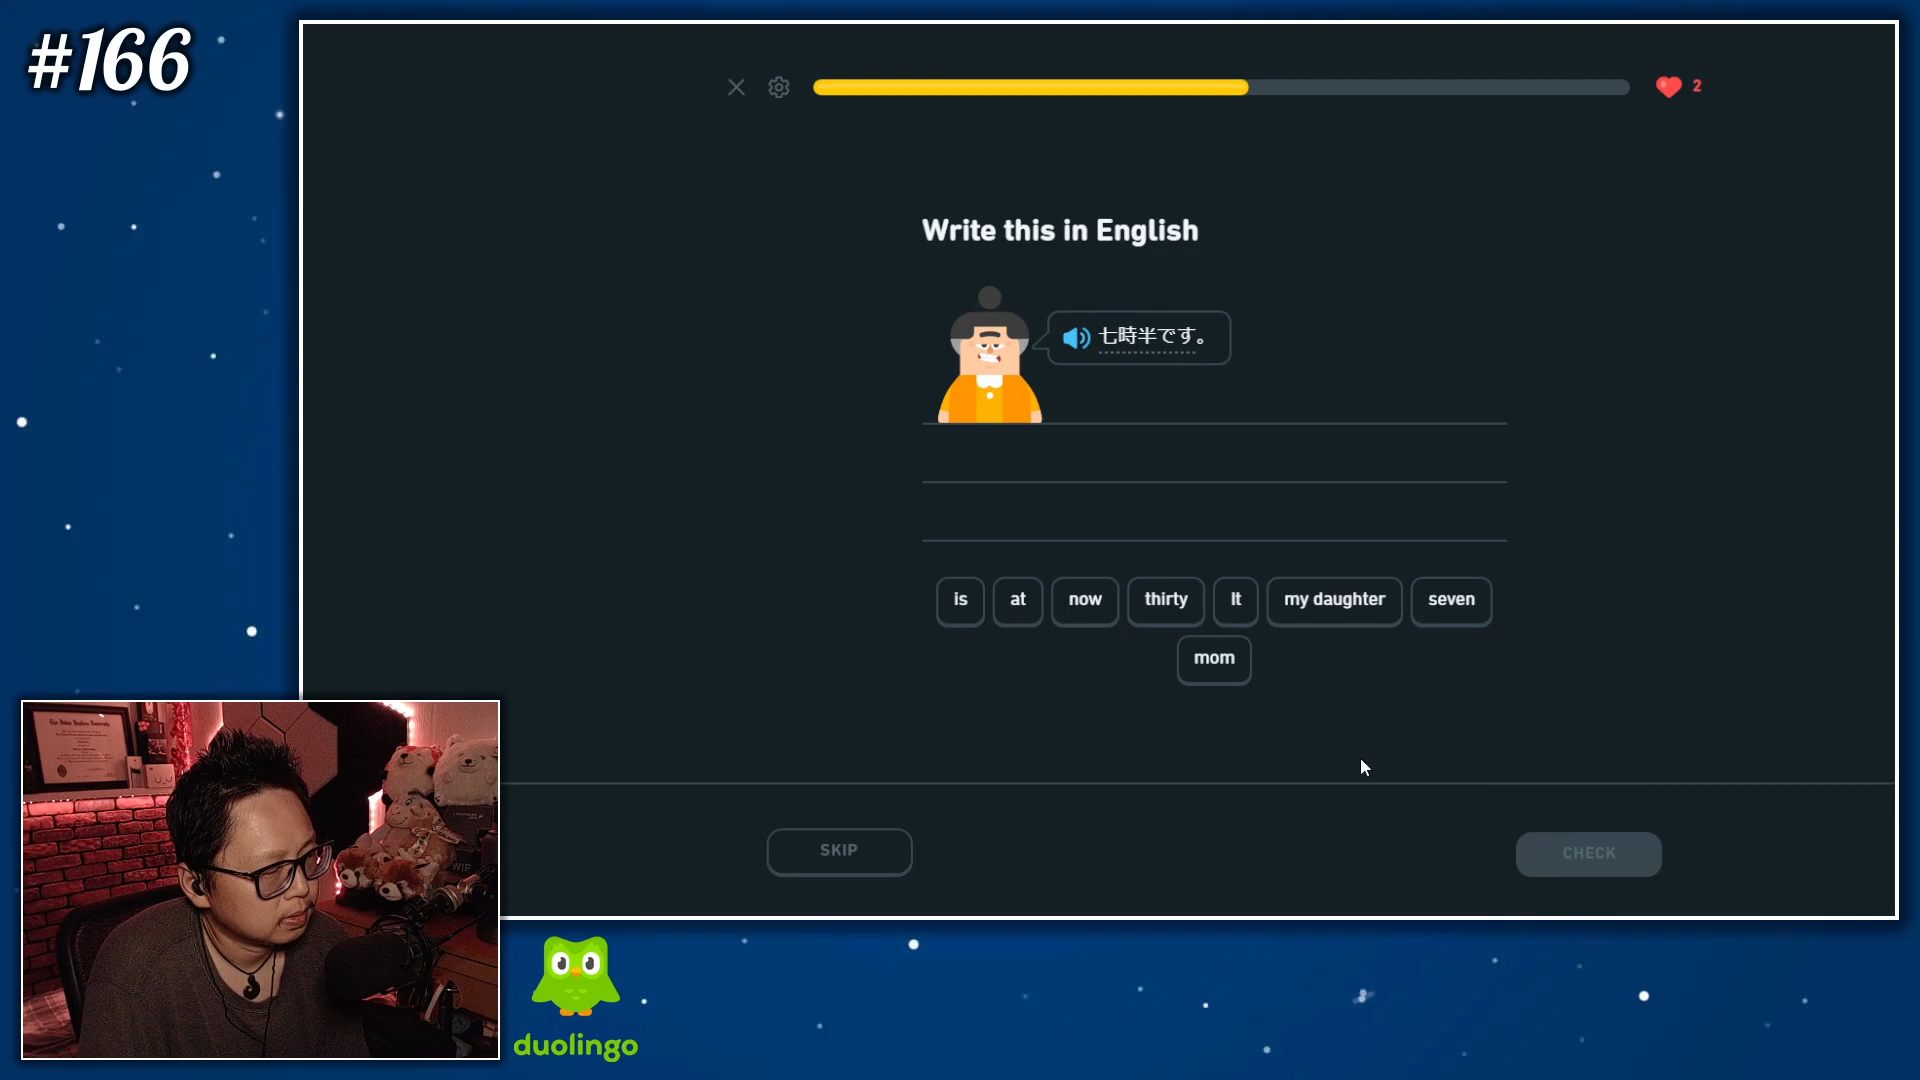 #166
2
Write this in English
七時半です。
is at now thirty It my daughter seven
mom
SKIP
CHECK
duolingo